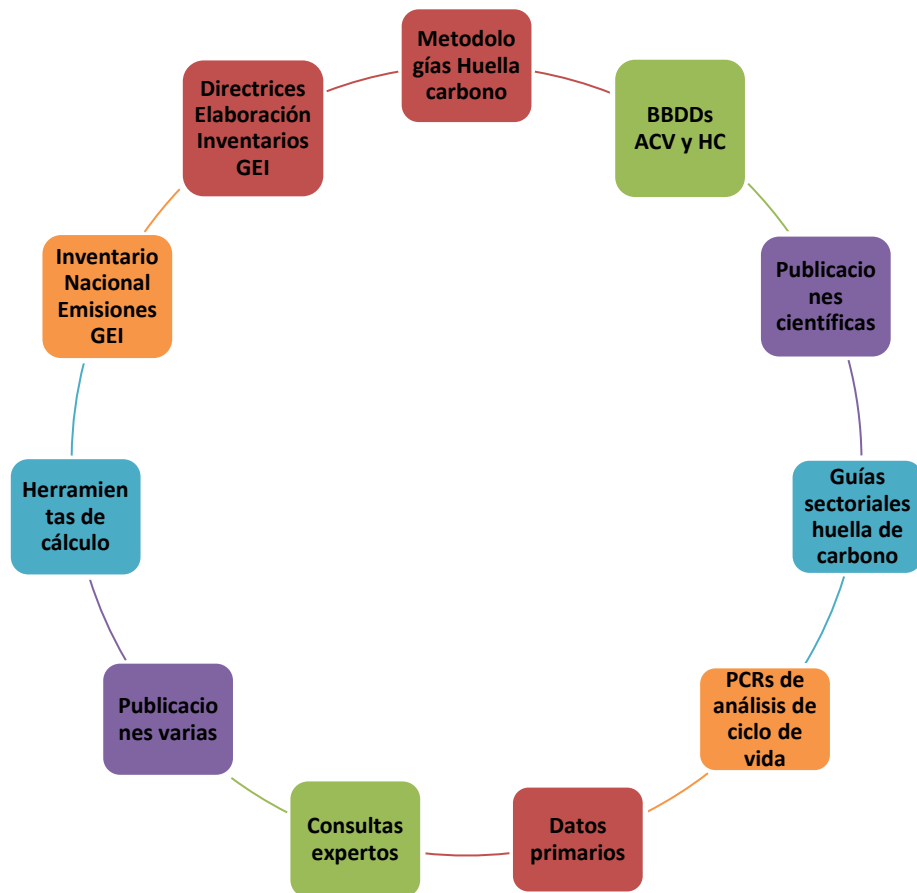 Metodolo
gías Huella
carbono
BBDDs
ACV y HC
Publicacio
nes
científicas
Guías
sectoriales
huella de
carbono
PCRs de
análisis de
ciclo de
vida
Datos
primarios
Consultas
expertos
Publicacio
nes varias
Herramien
tas de
cálculo
Inventario
Nacional
Emisiones
GEI
Directrices
Elaboración
Inventarios
GEI